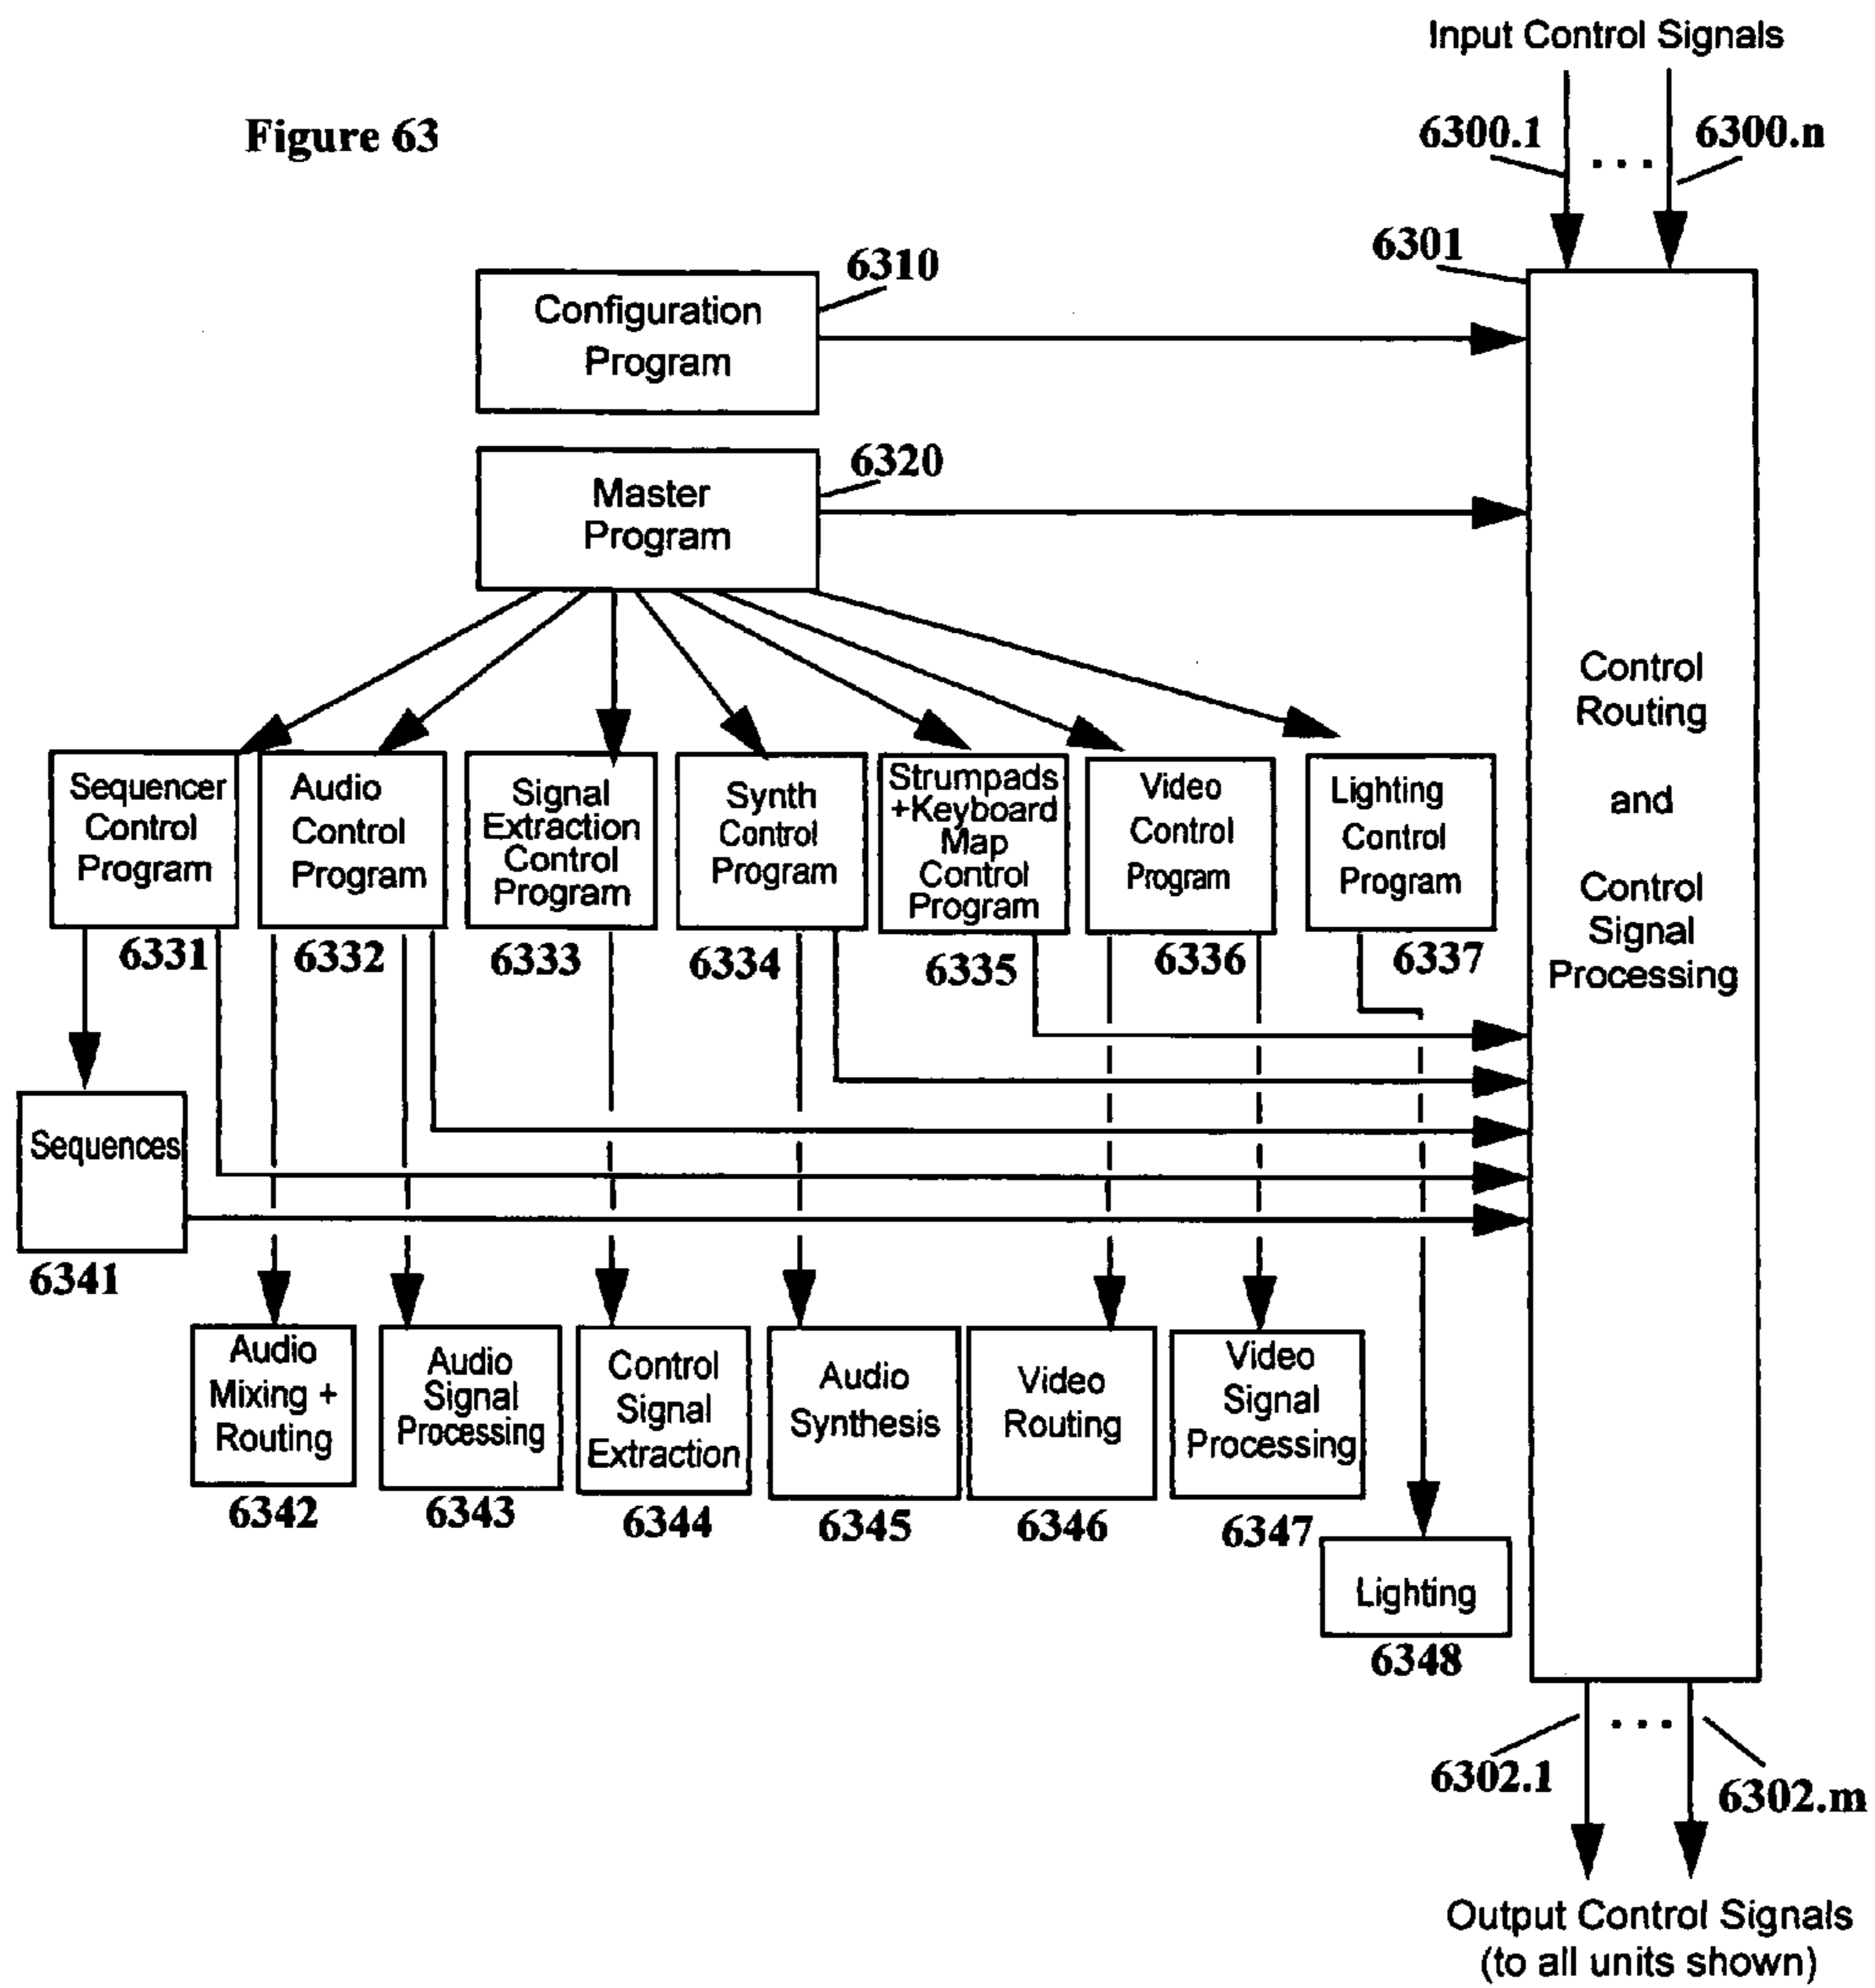 Input Control Signals
Figure 63
6300.1
...
6300.n
6301
6310
Configuration
Program
6320
Master
Program
Control
Routing
and
Control
Signal
Processing
Sequencer
Control
Program
6331
Audio
Control
Program
6332
Signal
Extraction
Control
Program
6333
Synth
Control
Program
6334
Strumpads
+Keyboard
Map
Control
Program
6335
Video
Control
Program
6336
Lighting
Control
Program
6337
Sequences
6341
Audio
Mixing +
Routing
6342
Audio
Signal
Processing
6343
Control
Signal
Extraction
6344
Audio
Synthesis
6345
Video
Routing
6346
Video
Signal
Processing
6347
Lighting
6348
6302.1
...
6302.m
Output Control Signals
(to all units shown)